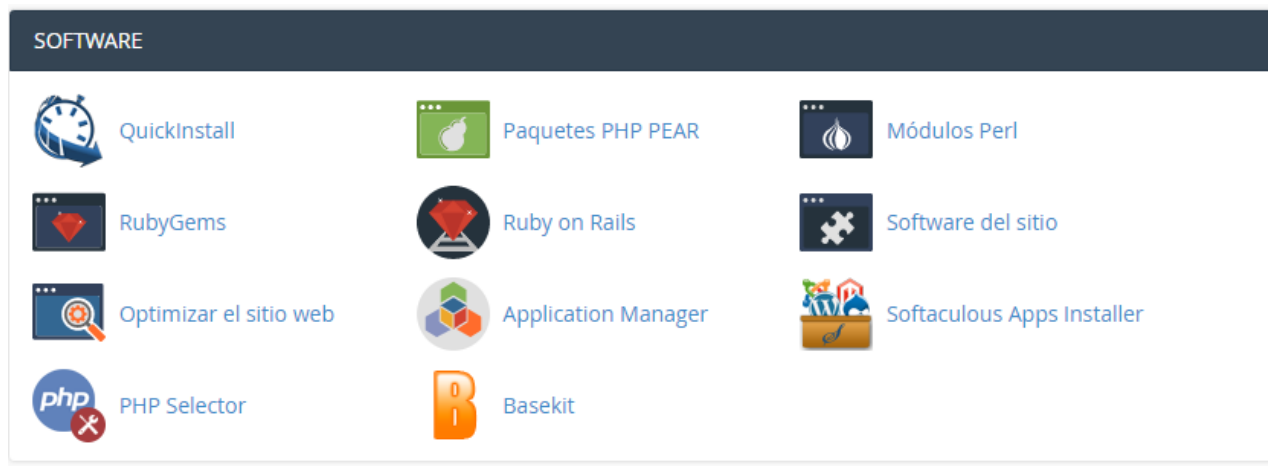 SOFTWARE
QuickInstall
Paquetes PHP PEAR
Módulos Perl
RubyGems
Ruby on Rails
Software del sitio
Optimizar el sitio web
Application Manager
Softaculous Apps Installer
php
PHP Selector
B
Basekit